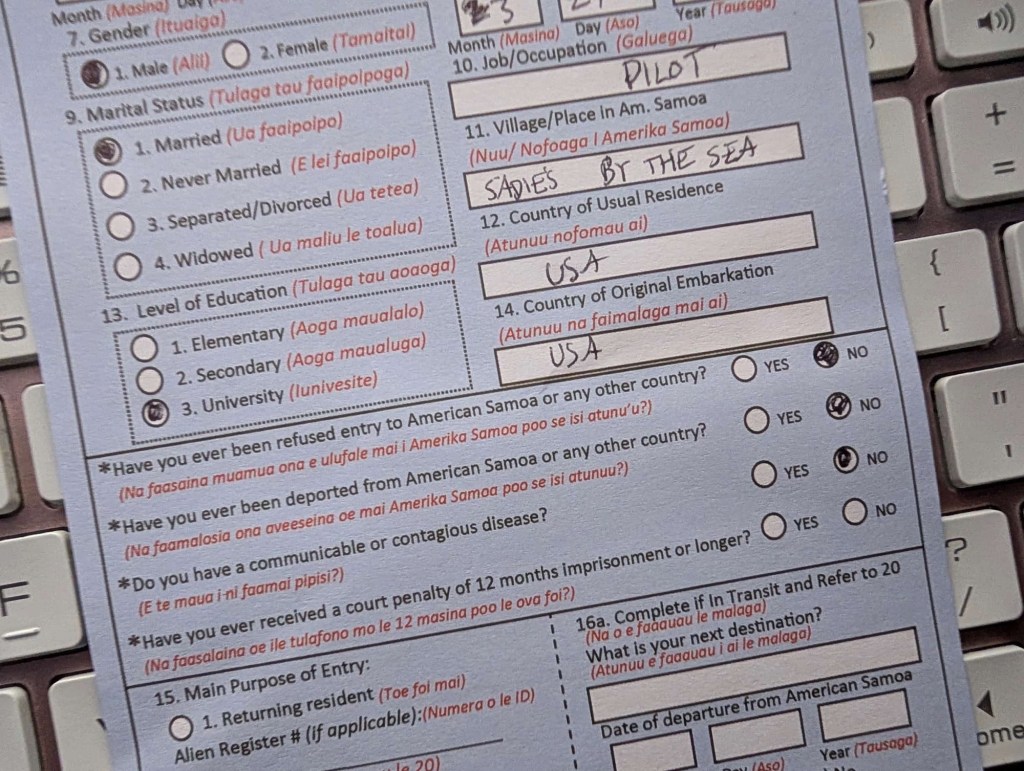 Month (Masina) Day
7. Gender (Ituaiga)
1. Male (Alii)
2. Female (Tamaitai)
9. Marital Status (Tulaga tau faaipoipoga)
1. Married (Ua faaipoipo)
2. Never Married (E lei faaipoipo)
3. Separated/Divorced (Ua tetea)
4. Widowed ( Ua maliu le toalua)
13. Level of Education (Tulaga tau aoaoga)
1. Elementary (Aoga maualalo)
2. Secondary (Aoga maualuga)
3. University (Iunivesite)
Month (Masina) Day (Aso) Year (Tausaga)
10. Job/Occupation (Galuega)
PILOT
11. Village/Place in Am. Samoa
(Nuu/ Nofoaga I Amerika Samoa)
SADIE'S BY THE SEA
12. Country of Usual Residence
(Atunuu nofomau ai)
USA
14. Country of Original Embarkation
(Atunuu na faimalaga mai ai)
USA
*Have you ever been refused entry to American Samoa or any other country? YES NO
(Na faasaina muamua ona e ulufale mai i Amerika Samoa poo se isi atunu'u?)
*Have you ever been deported from American Samoa or any other country? YES NO
(Na faamalosia ona aveeseina oe mai Amerika Samoa poo se isi atunuu?)
*Do you have a communicable or contagious disease? YES NO
(E te maua i-ni faamai pipisi?)
*Have you ever received a court penalty of 12 months imprisonment or longer? YES NO
(Na faasalaina oe ile tulafono mo le 12 masina poo le ova foi?)
15. Main Purpose of Entry:
1. Returning resident (Toe foi mai)
Alien Register # (if applicable):(Numera o le ID)
le 20)
16a. Complete if In Transit and Refer to 20
(Na o e faaauau le malaga)
What is your next destination?
(Atunuu e faaauau i ai le malaga)
Date of departure from American Samoa
(Aso) Year (Tausaga)
+
=
{
[
"
'
?
/
ome
%
5
F